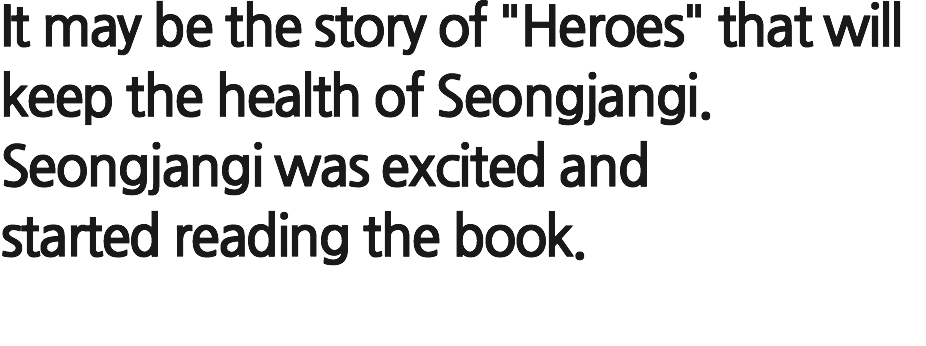 It may be the story of "Heroes" that will
keep the health of Seongjangi.
Seongjangi was excited and
started reading the book.